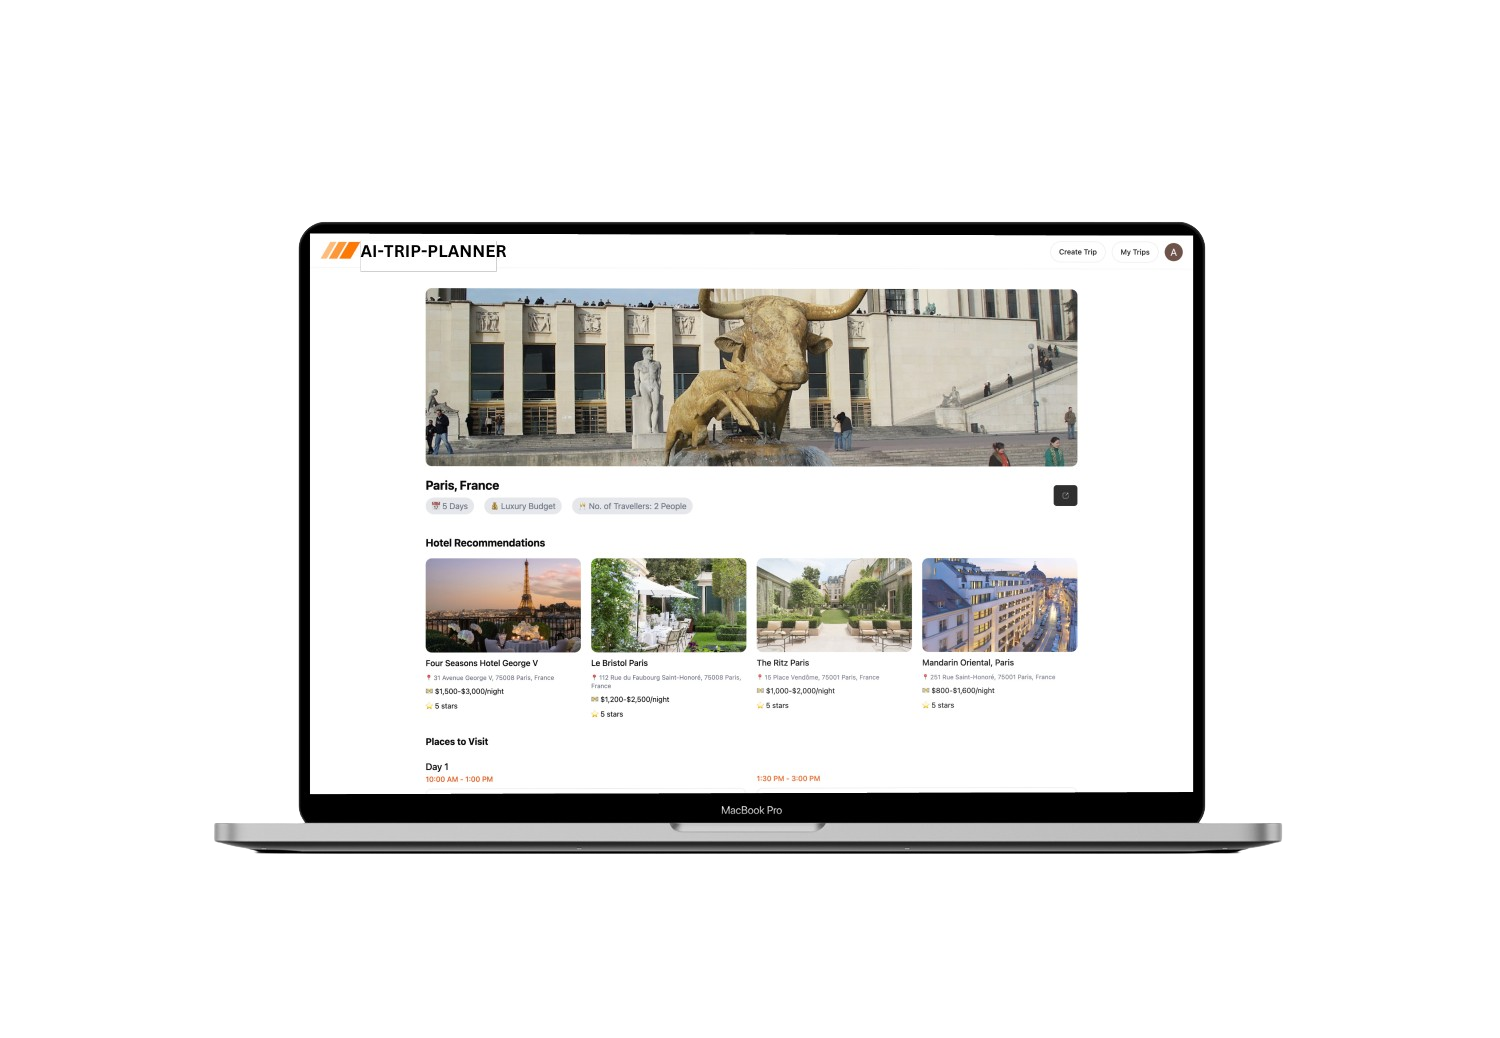 AI-TRIP-PLANNER
Create Trip
My Trips
A
Paris, France
5 Days
Luxury Budget
No. of Travellers: 2 People
Hotel Recommendations
Four Seasons Hotel George V
31 Avenue George V, 75008 Paris, France
$1,500-$3,000/night
5 stars
Le Bristol Paris
112 Rue du Faubourg Saint-Honoré, 75008 Paris,
France
$1,200-$2,500/night
5 stars
The Ritz Paris
15 Place Vendôme, 75001 Paris, France
$1,000-$2,000/night
5 stars
Mandarin Oriental, Paris
251 Rue Saint-Honoré, 75001 Paris, France
$800-$1,600/night
5 stars
Places to Visit
Day 1
10:00 AM - 1:00 PM
1:30 PM - 3:00 PM
MacBook Pro